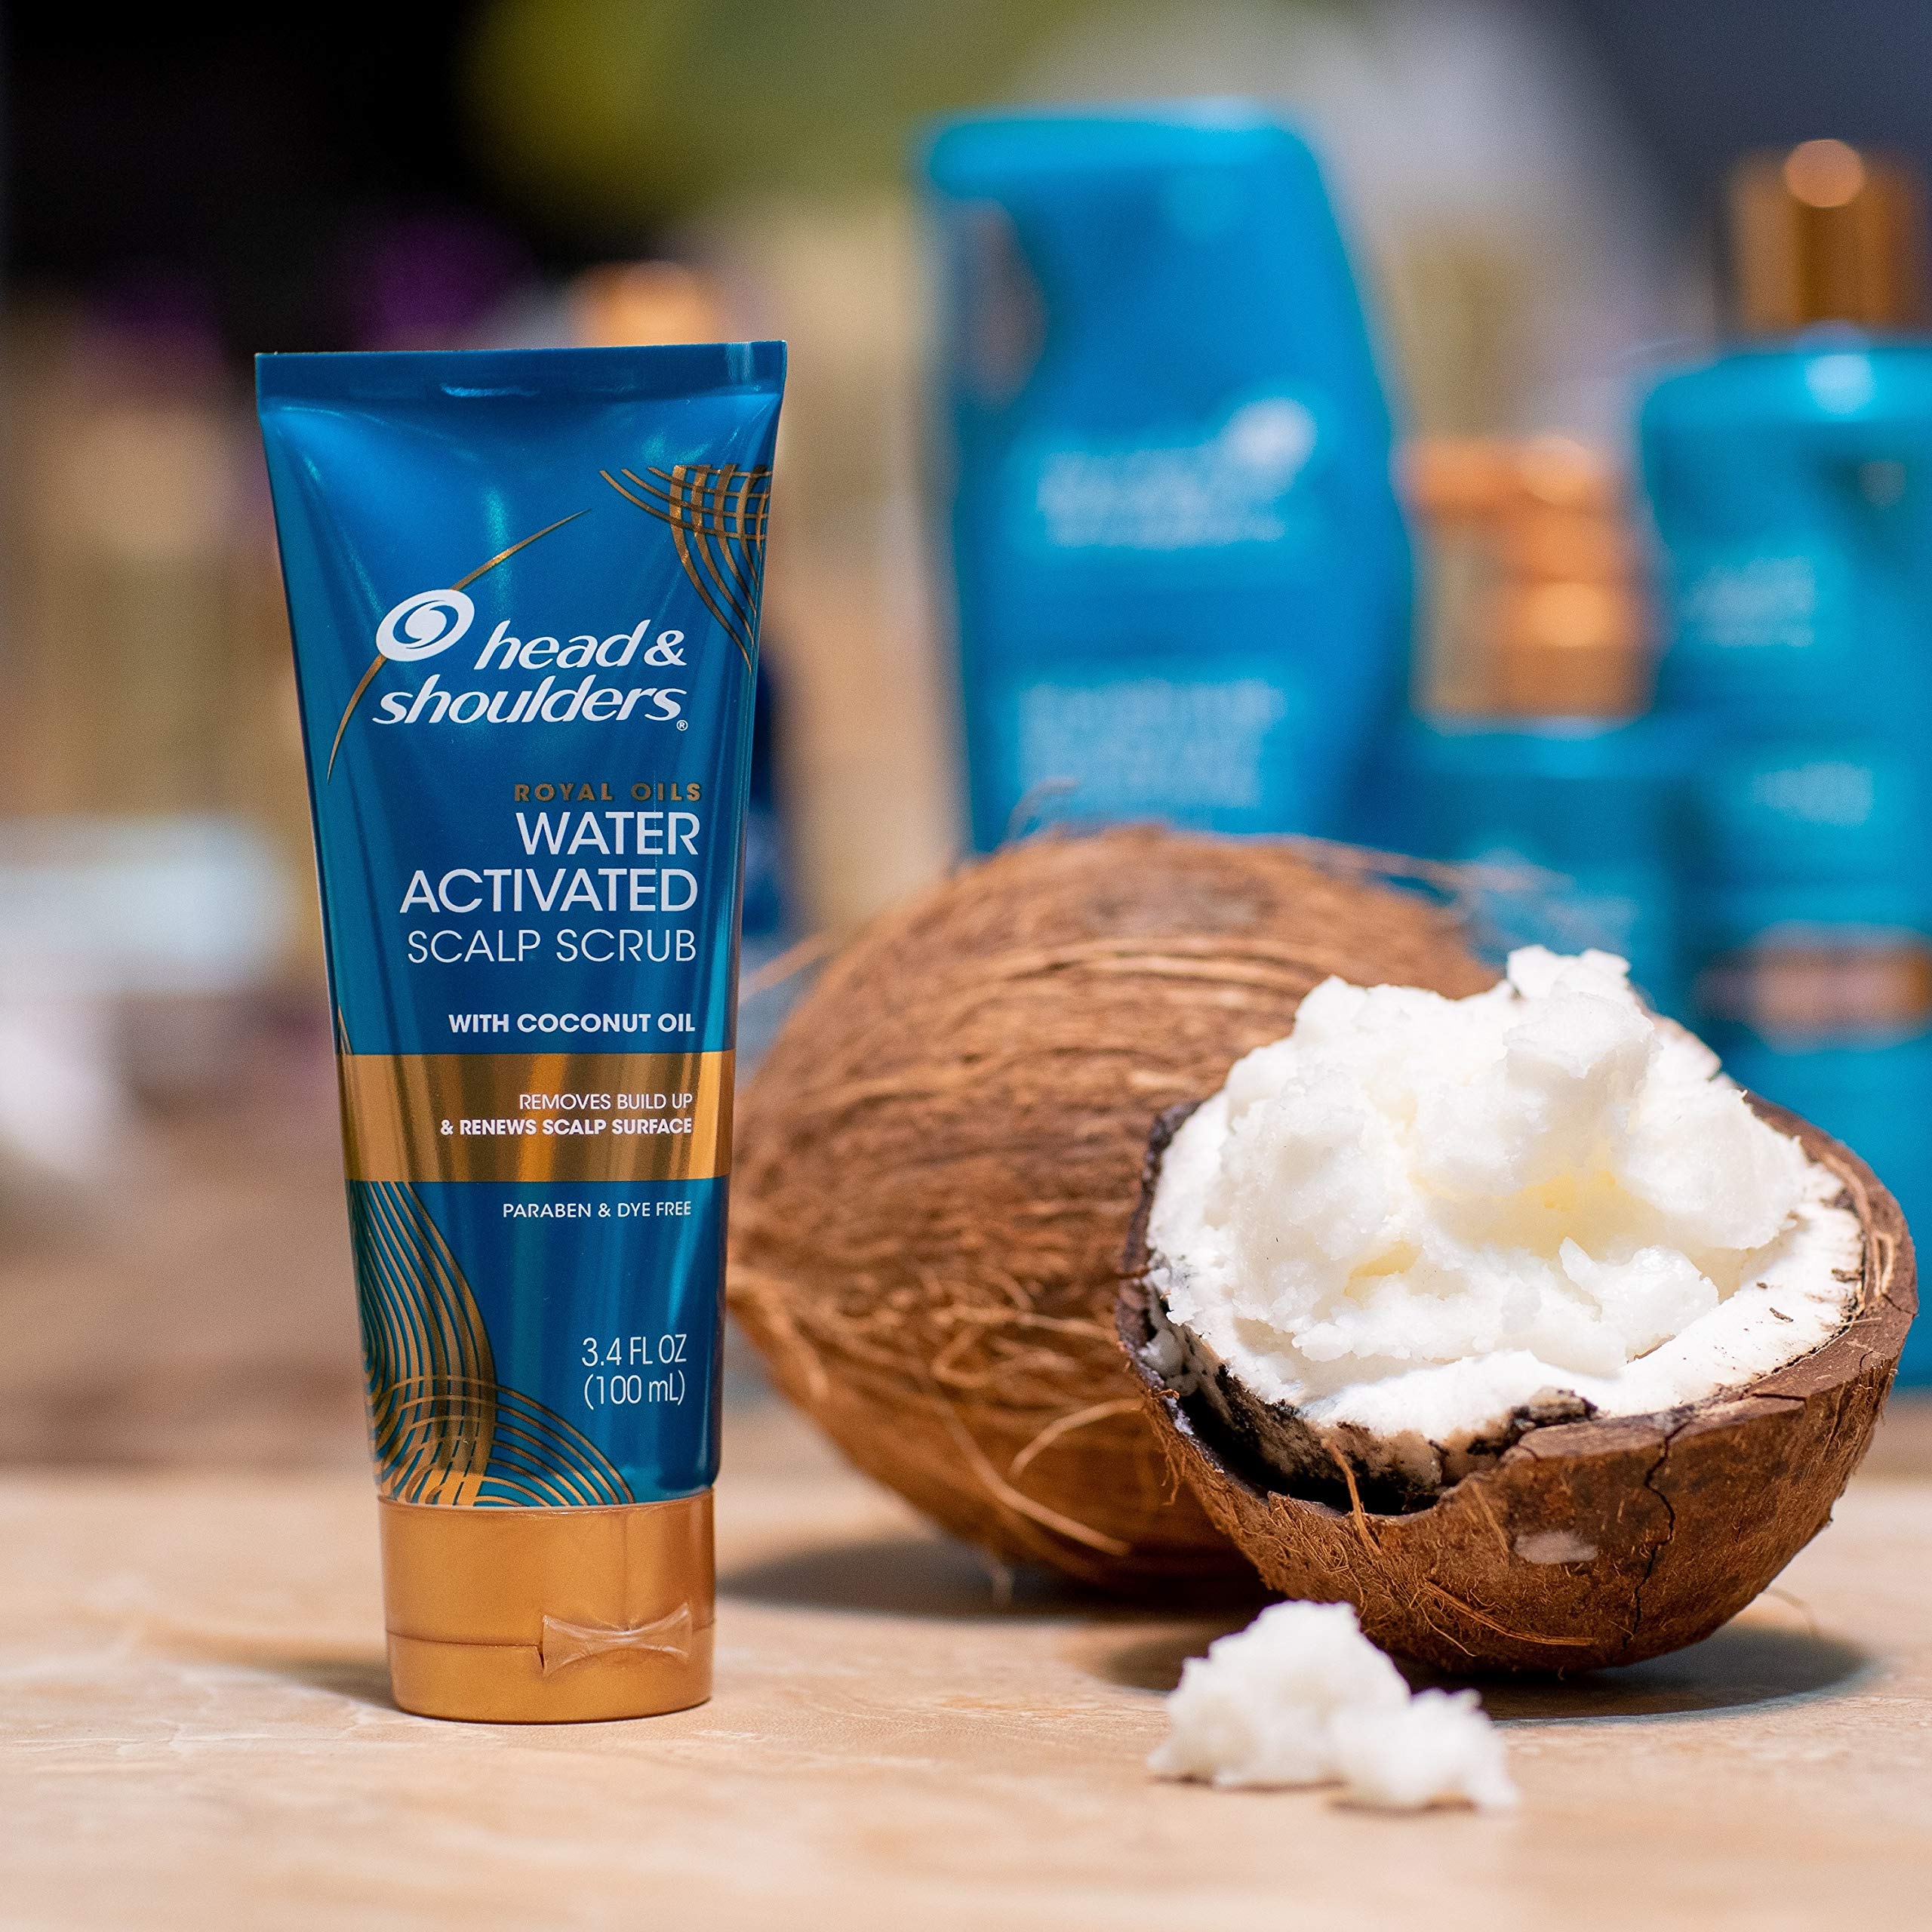 head &
shoulders®
ROYAL OILS
WATER
ACTIVATED
SCALP SCRUB
WITH COCONUT OIL
REMOVES BUILD UP
& RENEWS SCALP SURFACE
PARABEN & DYE FREE
3.4 FL OZ
(100 mL)